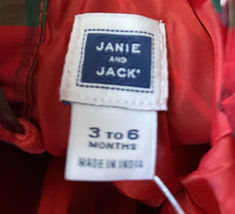 JANIE
AND
JACK®
3 TO 6
MONTHS
MADE IN INDIA